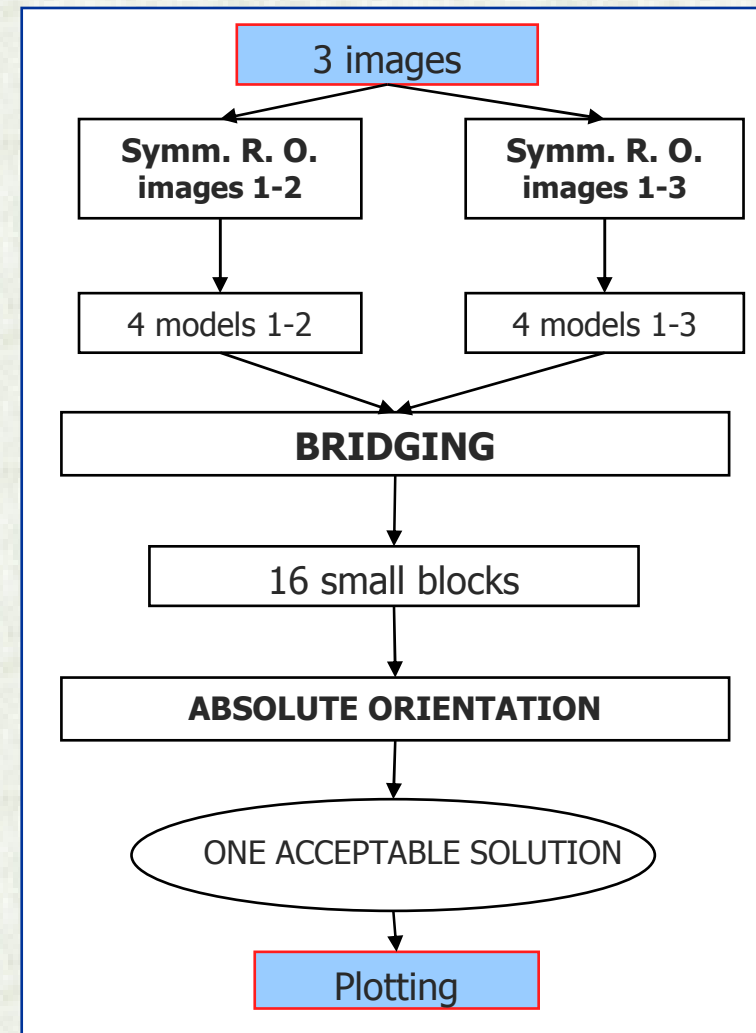 3 images
Symm. R. O.
images 1-2
Symm. R. O.
images 1-3
4 models 1-2
4 models 1-3
BRIDGING
16 small blocks
ABSOLUTE ORIENTATION
ONE ACCEPTABLE SOLUTION
Plotting